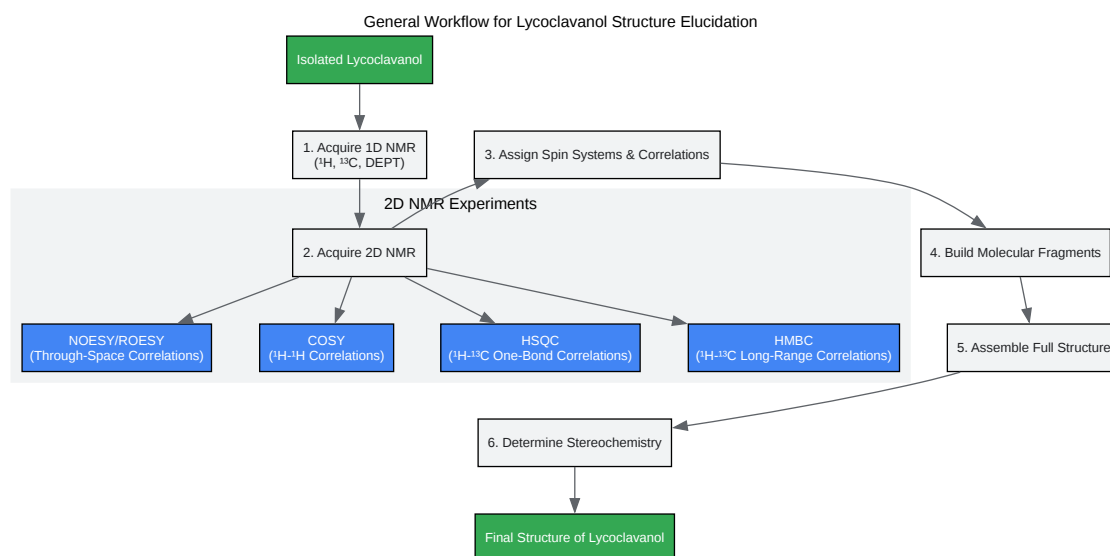 General Workflow for Lycoclavanol Structure Elucidation
Isolated Lycoclavanol
1. Acquire 1D NMR
(¹H, ¹³C, DEPT)
3. Assign Spin Systems & Correlations
2D NMR Experiments
2. Acquire 2D NMR
4. Build Molecular Fragments
NOESY/ROESY
(Through-Space Correlations)
COSY
(¹H-¹H Correlations)
HSQC
(¹H-¹³C One-Bond Correlations)
HMBC
(¹H-¹³C Long-Range Correlations)
5. Assemble Full Structure
6. Determine Stereochemistry
Final Structure of Lycoclavanol